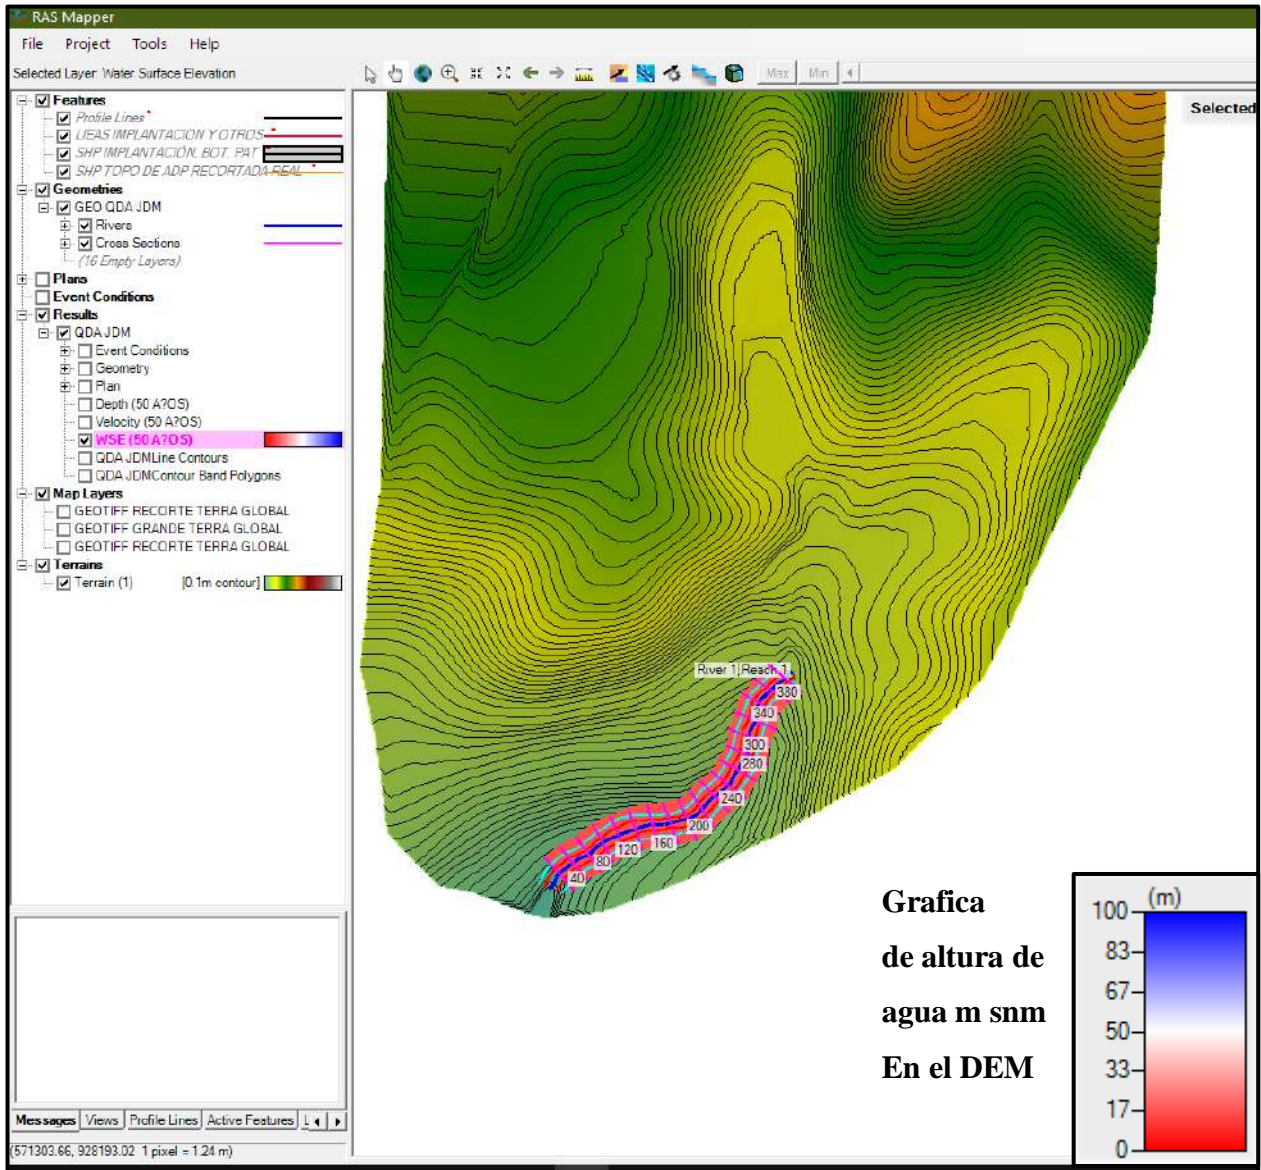 RAS Mapper
File Project Tools Help
Selected Layer: Water Surface Elevation
Max Min
Features
Profile Lines
LIEAS IMPLANTACION Y OTROS
SHP IMPLANTACIÓN, BOT. PAT
SHP TOPO DE ADP RECORTADA REAL
Geometries
GEO QDA JDM
Rivers
Cross Sections
(16 Empty Layers)
Plans
Event Conditions
Results
QDA JDM
Event Conditions
Geometry
Plan
Depth (50 A?OS)
Velocity (50 A?OS)
WSE (50 A?OS)
QDA JDMLine Contours
QDA JDMContour Band Polygons
Map Layers
GEOTIFF RECORTE TERRA GLOBAL
GEOTIFF GRANDE TERRA GLOBAL
GEOTIFF RECORTE TERRA GLOBAL
Terrains
Terrain (1) [0.1m contour]
Messages Views Profile Lines Active Features L
(571303.66, 928193.02 1 pixel = 1.24 m)
Selected
River 1 Reach 1
380
340
300
280
240
200
160
120
80
40
Grafica
de altura de
agua m snm
En el DEM
(m)
100
83
67
50
33
17
0